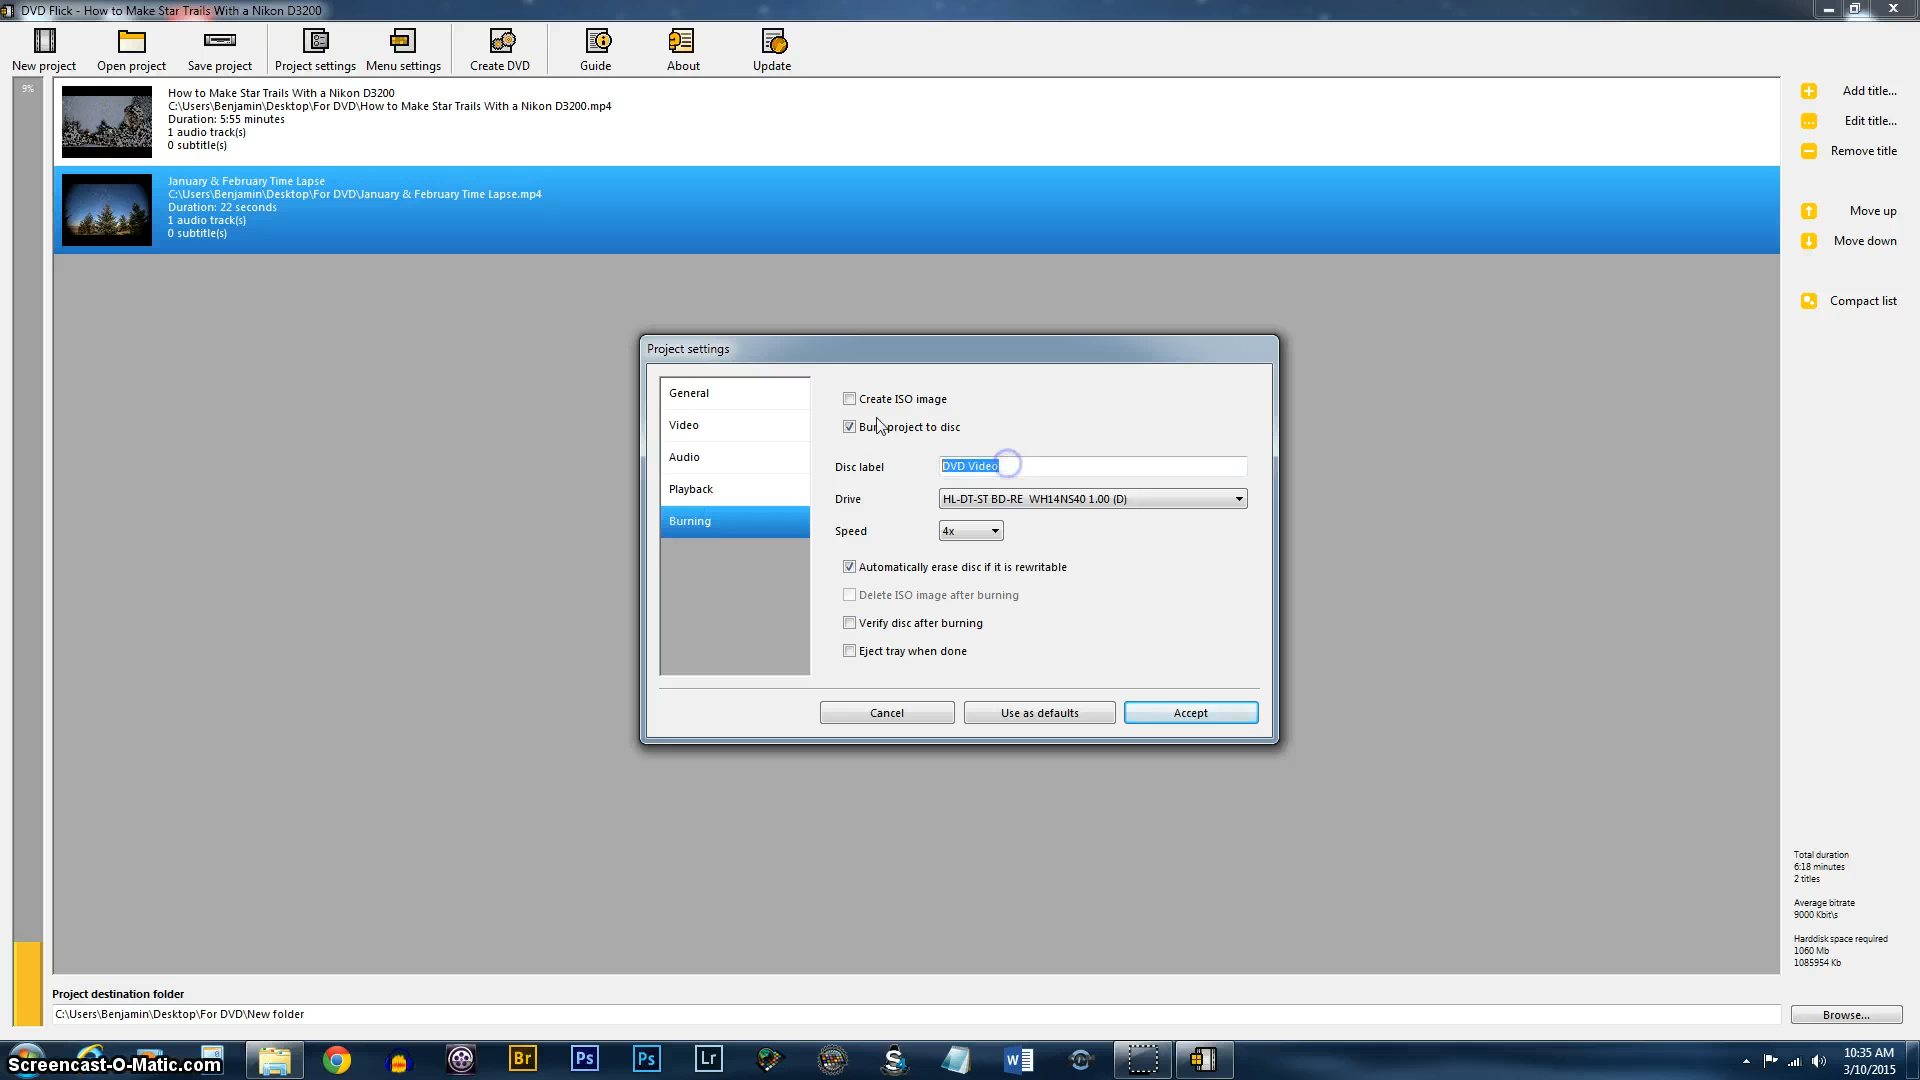 DVD Flick - How to Make Star Trails With a Nikon D3200
New project
Open project
Save project
Project settings
Menu settings
Create DVD
Guide
About
Update
9%
How to Make Star Trails With a Nikon D3200
C:\Users\Benjamin\Desktop\For DVD\How to Make Star Trails With a Nikon D3200.mp4
Duration: 5:55 minutes
1 audio track(s)
0 subtitle(s)
January & February Time Lapse
C:\Users\Benjamin\Desktop\For DVD\January & February Time Lapse.mp4
Duration: 22 seconds
1 audio track(s)
0 subtitle(s)
Add title...
Edit title...
Remove title
Move up
Move down
Compact list
Project settings
General
Video
Audio
Playback
Burning
Create ISO image
Burn project to disc
Disc label
DVD Video
Drive
HL-DT-ST BD-RE WH14NS40 1.00 (D)
Speed
4x
Automatically erase disc if it is rewritable
Delete ISO image after burning
Verify disc after burning
Eject tray when done
Cancel
Use as defaults
Accept
Total duration
6:18 minutes
2 titles
Average bitrate
9000 Kbit\s
Harddisk space required
1060 Mb
1085954 Kb
Project destination folder
C:\Users\Benjamin\Desktop\For DVD\New folder
Browse...
Screencast-O-Matic.com
Br
Ps
Ps
Lr
S
W
10:35 AM
3/10/2015